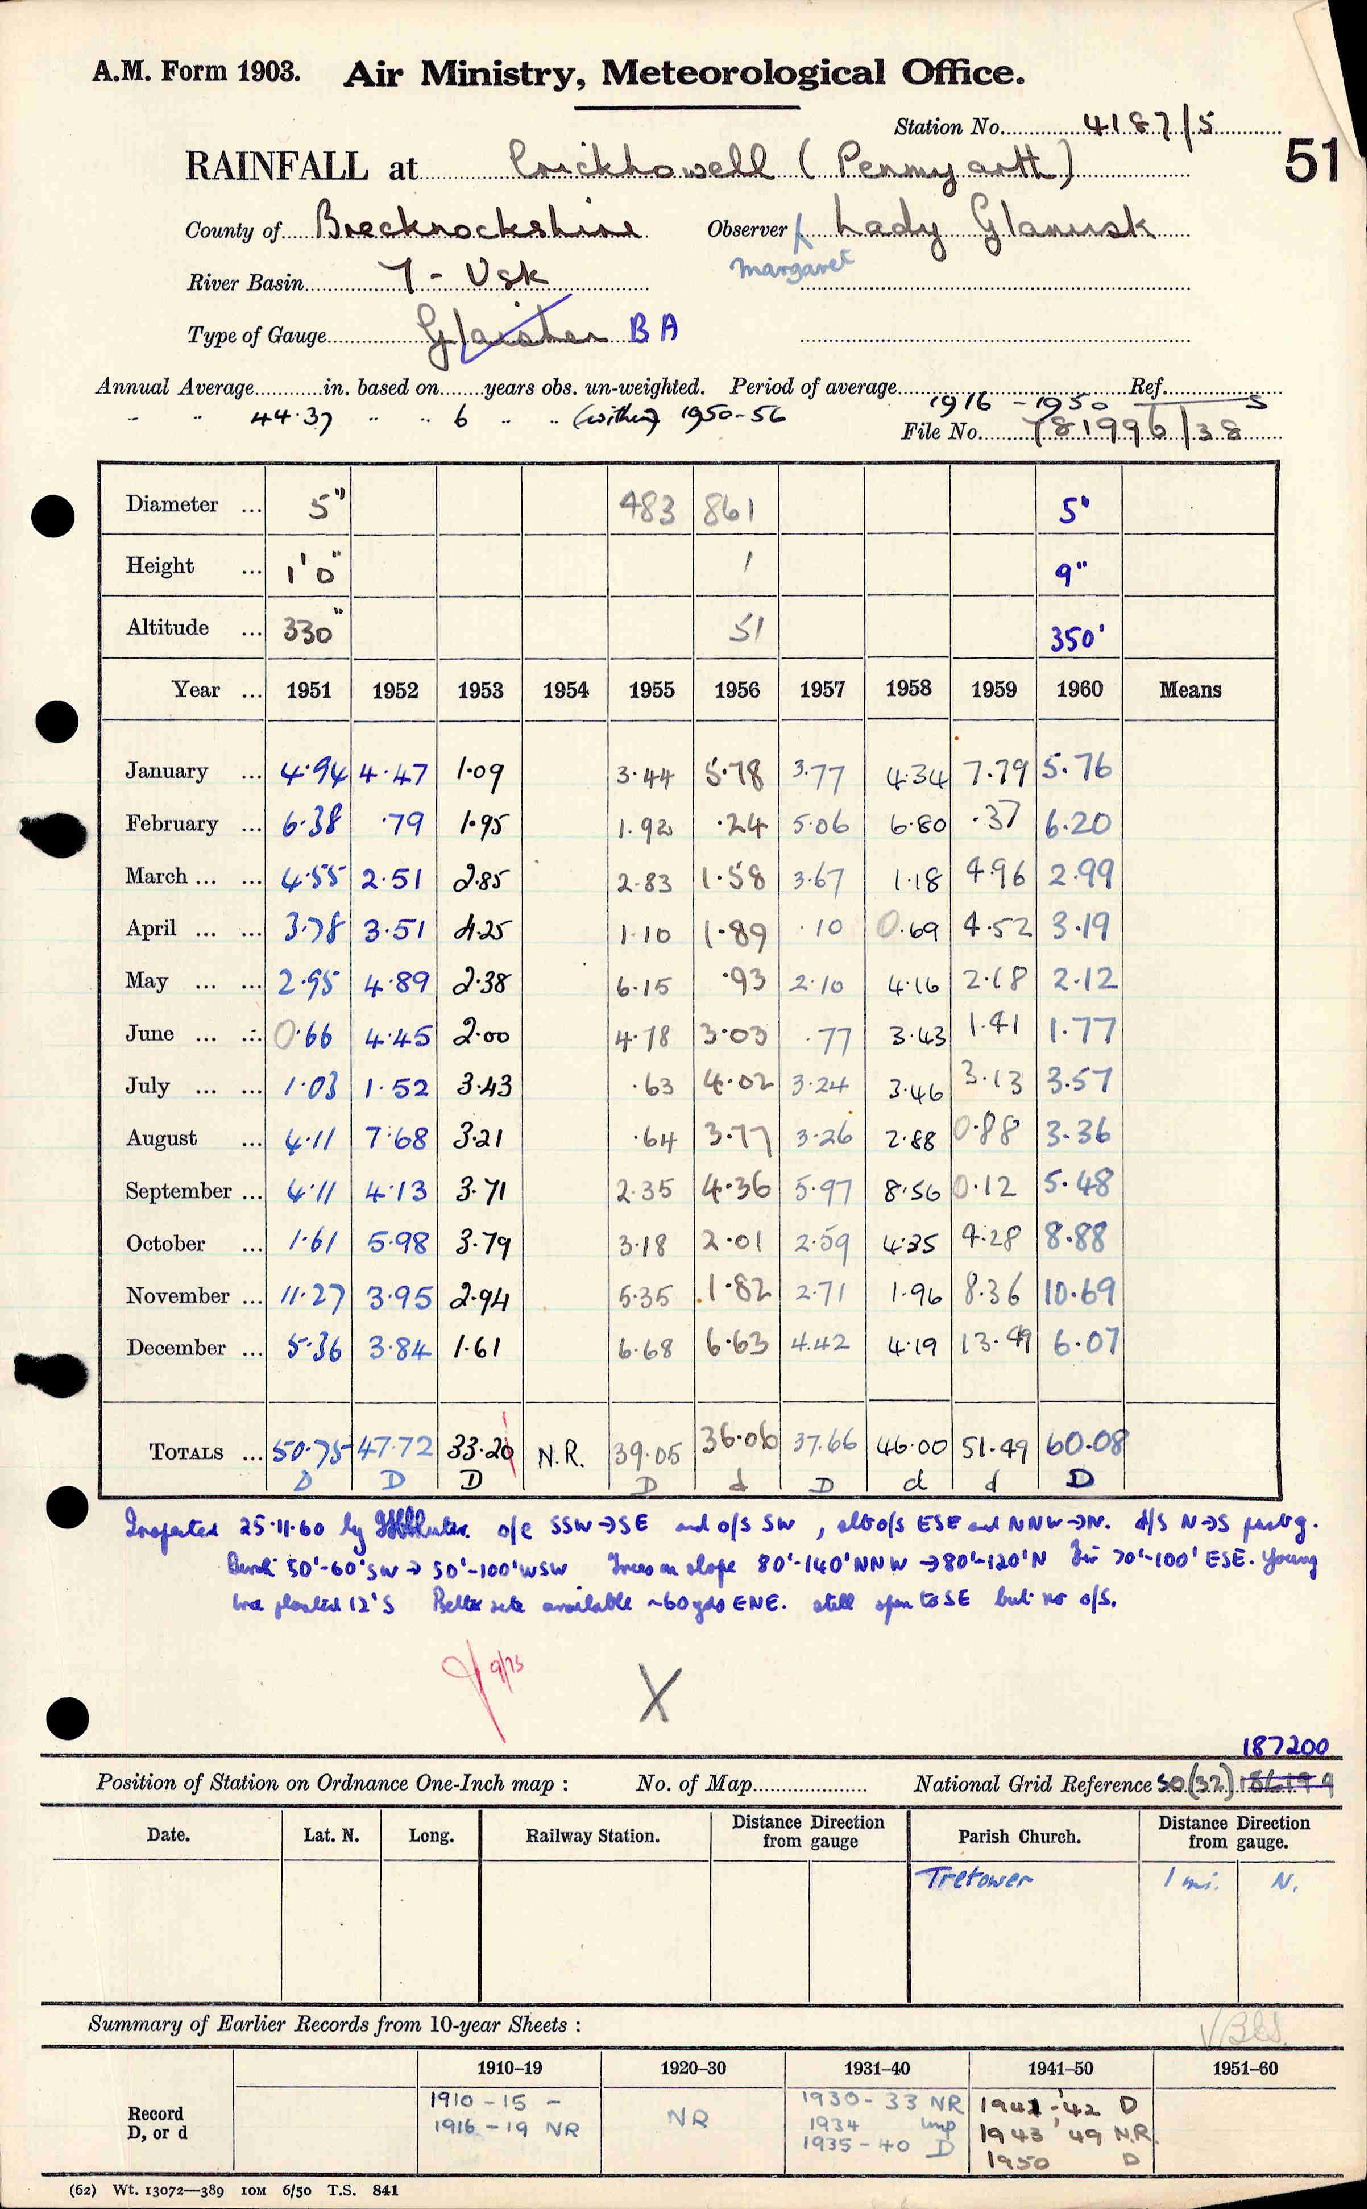 A.M. Form 1903. Air Ministry, Meteorological Office.
Station No. 4187/5
51
RAINFALL at Crickhowell (Pennyarth)
County of Brecknockshire Observer Lady Glanusk
Margaret
River Basin 7 - Usk
Type of Gauge Glaisher B A
Annual Average in. based on years obs. un-weighted. Period of average 1916 - 1950 Ref.
- " 44.37 " " 6 " " (within) 1950-56
File No. 781996/38
Diameter ... 5" 483 861 5"
Height ... 1'0" 1 9"
Altitude ... 330" 51 350'
Year ... 1951 1952 1953 1954 1955 1956 1957 1958 1959 1960 Means
January ... 4.94 4.47 1.09 3.44 5.78 3.77 4.34 7.79 5.76
February ... 6.38 .79 1.95 1.92 .24 5.06 6.80 .37 6.20
March ... ... 4.55 2.51 2.85 2.83 1.58 3.67 1.18 4.96 2.99
April ... ... 3.78 3.51 4.25 1.10 1.89 .10 0.69 4.52 3.19
May ... ... 2.95 4.89 2.38 6.15 .93 2.10 4.16 2.18 2.12
June ... ... 0.66 4.45 2.00 4.78 3.03 .77 3.43 1.41 1.77
July ... ... 1.03 1.52 3.43 .63 4.02 3.24 3.46 3.13 3.57
August ... 4.11 7.68 3.21 .64 3.77 3.26 2.88 0.88 3.36
September ... 4.11 4.13 3.71 2.35 4.36 5.97 8.56 0.12 5.48
October ... 1.61 5.98 3.79 3.18 2.01 2.59 4.35 4.28 8.88
November ... 11.27 3.95 2.94 5.35 1.82 2.71 1.96 8.36 10.69
December ... 5.36 3.84 1.61 6.68 6.63 4.42 4.19 13.49 6.07
TOTALS ... 50.75 47.72 33.20 N.R. 39.05 36.06 37.66 46.00 51.49 60.08
D D D D d D d d D
Inspected 25.11.60 by o/e SSW→SE and o/s SW, also o/s ESE and NNW→N. d/s N→S
50'-60' SW → 50'-100' WSW Trees on slope 80'-140' NNW → 80'-120' N Fir 70'-100' ESE. Young
tree planted 12' S Better site available ~60 yds ENE. still open to SE but no o/s.
9/75
X
187200
Position of Station on Ordnance One-Inch map : No. of Map National Grid Reference SO(32) 186199
Date. Lat. N. Long. Railway Station. Distance Direction from gauge Parish Church. Distance Direction from gauge.
Tretower 1 mi. N.
Summary of Earlier Records from 10-year Sheets :
1910–19 1920–30 1931–40 1941–50 1951–60
Record D, or d
1910-15 - 1930-33 NR 1941-'42 D
1916-19 NR NR 1934 imp 1943 '49 N.R.
1935-40 D 1950 D
(62) Wt. 13072—389 10M 6/50 T.S. 841